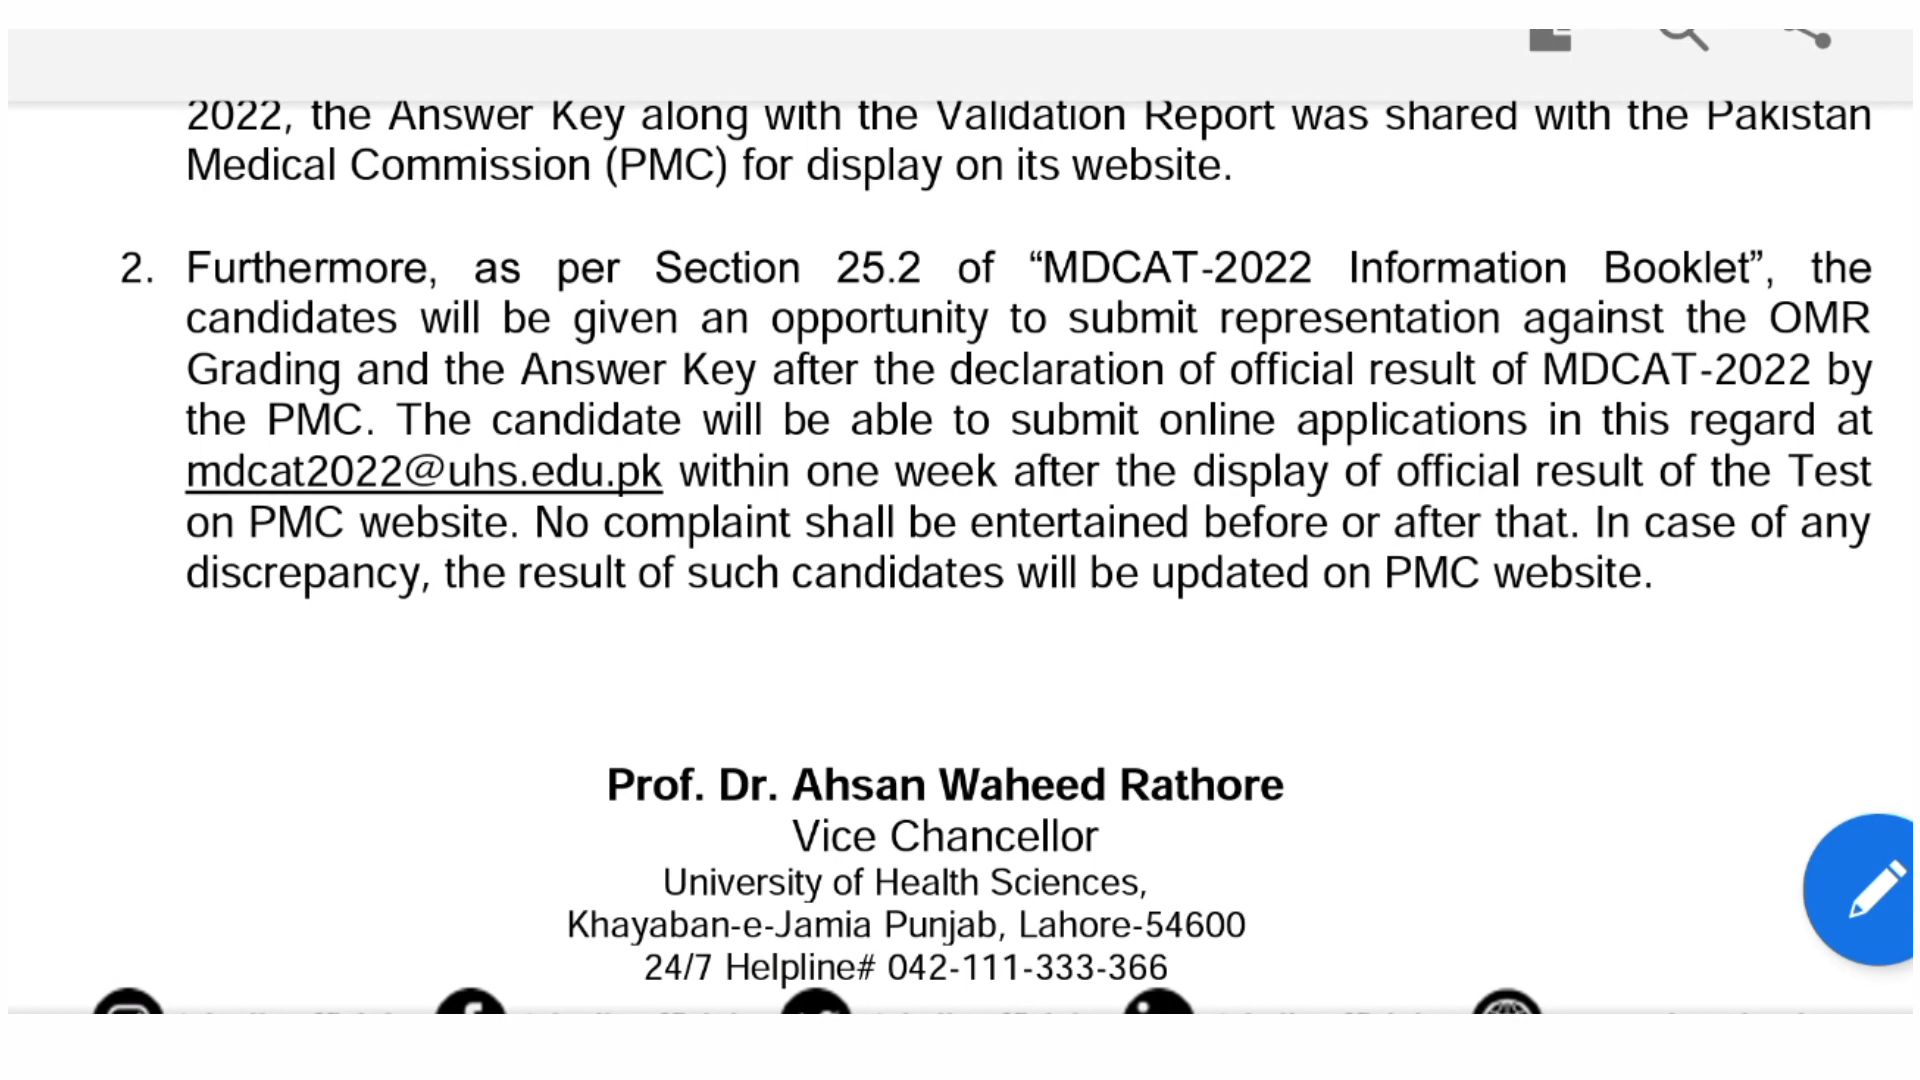 2022, the Answer Key along with the Validation Report was shared with the Pakistan
Medical Commission (PMC) for display on its website.
2. Furthermore, as per Section 25.2 of “MDCAT-2022 Information Booklet”, the
candidates will be given an opportunity to submit representation against the OMR
Grading and the Answer Key after the declaration of official result of MDCAT-2022 by
the PMC. The candidate will be able to submit online applications in this regard at
mdcat2022@uhs.edu.pk within one week after the display of official result of the Test
on PMC website. No complaint shall be entertained before or after that. In case of any
discrepancy, the result of such candidates will be updated on PMC website.
Prof. Dr. Ahsan Waheed Rathore
Vice Chancellor
University of Health Sciences,
Khayaban-e-Jamia Punjab, Lahore-54600
24/7 Helpline# 042-111-333-366